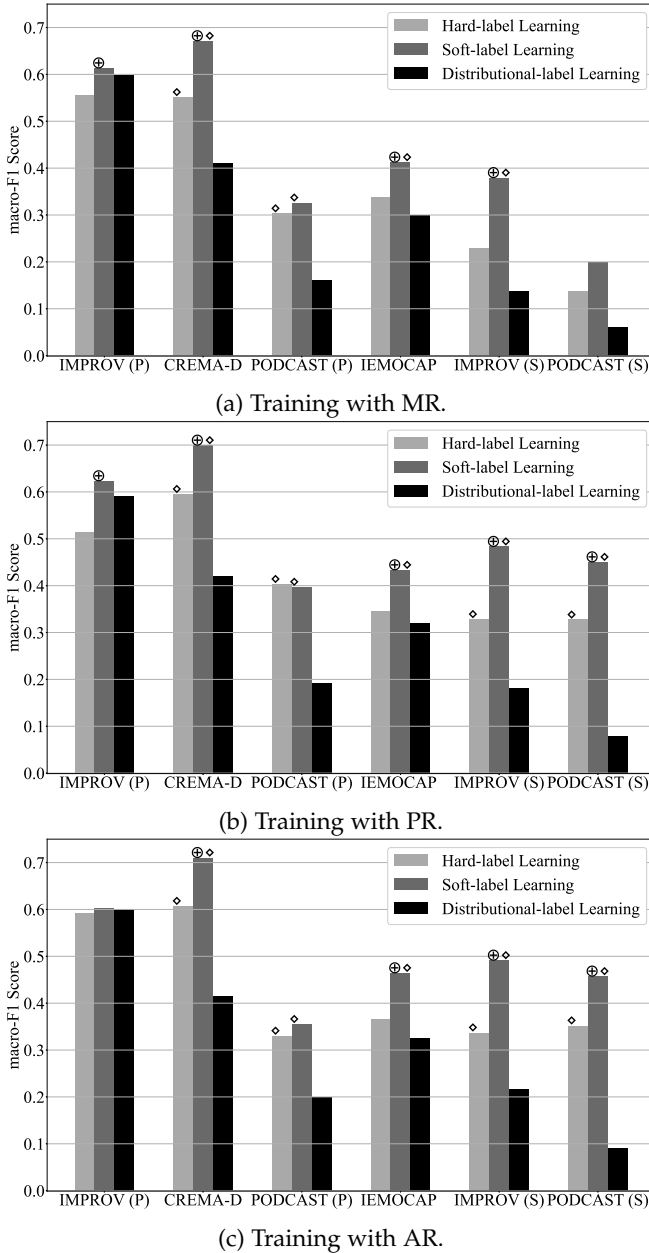 0.7
0.6
0.5
0.4
0.3
0.2
0.1
0.0
macro-F1 Score
Hard-label Learning
Soft-label Learning
Distributional-label Learning
IMPROV (P) CREMA-D PODCAST (P) IEMOCAP IMPROV (S) PODCAST (S)
(a) Training with MR.
0.7
0.6
0.5
0.4
0.3
0.2
0.1
0.0
macro-F1 Score
Hard-label Learning
Soft-label Learning
Distributional-label Learning
IMPROV (P) CREMA-D PODCAST (P) IEMOCAP IMPROV (S) PODCAST (S)
(b) Training with PR.
0.7
0.6
0.5
0.4
0.3
0.2
0.1
0.0
macro-F1 Score
Hard-label Learning
Soft-label Learning
Distributional-label Learning
IMPROV (P) CREMA-D PODCAST (P) IEMOCAP IMPROV (S) PODCAST (S)
(c) Training with AR.